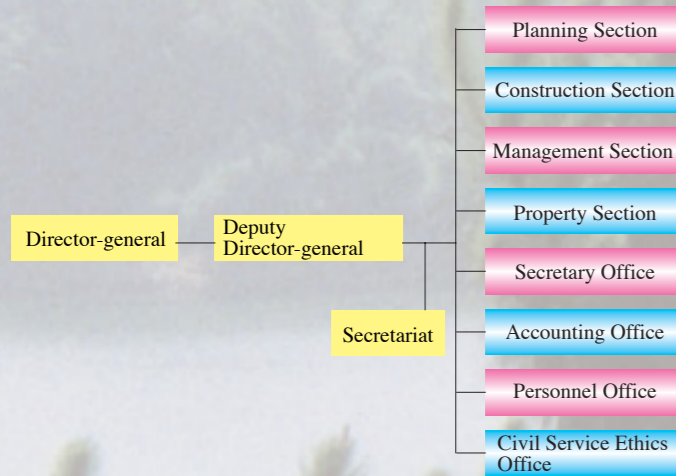 Director-general
Deputy
Director-general
Secretariat
Planning Section
Construction Section
Management Section
Property Section
Secretary Office
Accounting Office
Personnel Office
Civil Service Ethics
Office